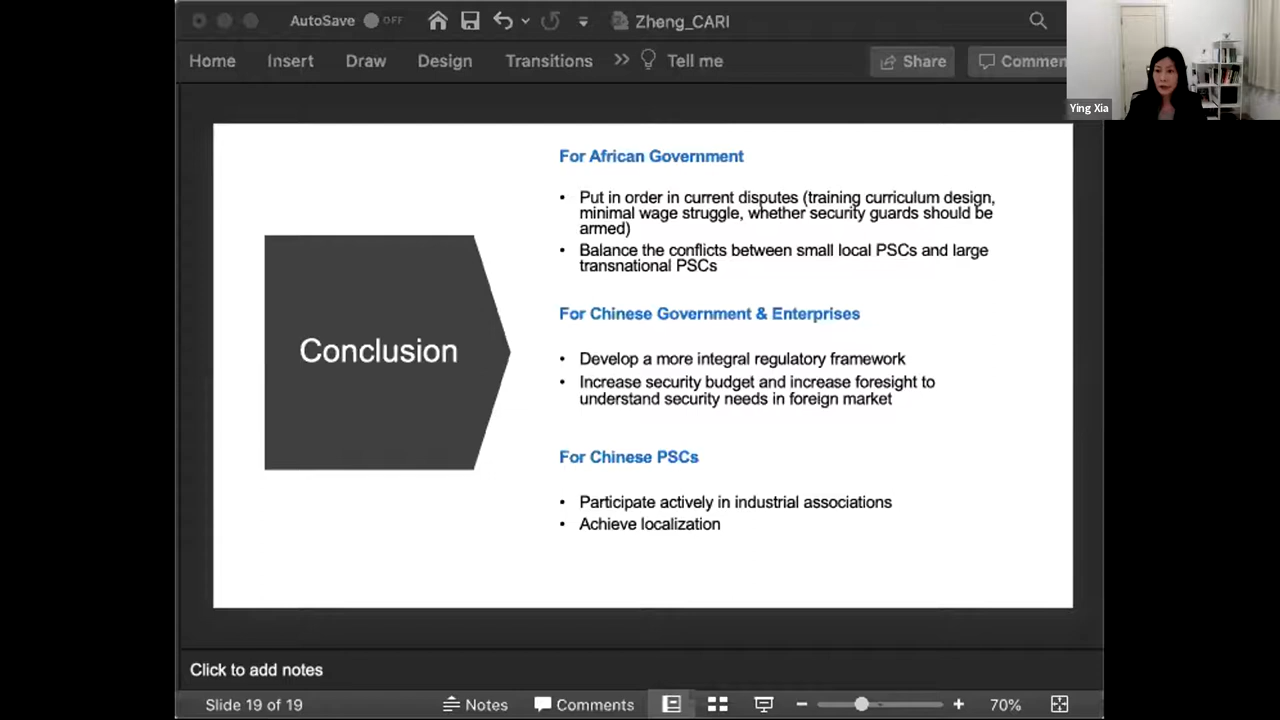 AutoSave OFF Zheng_CARI
Home Insert Draw Design Transitions >> Tell me Share Commen
Ying Xia
For African Government
• Put in order in current disputes (training curriculum design,
minimal wage struggle, whether security guards should be
armed)
• Balance the conflicts between small local PSCs and large
transnational PSCs
For Chinese Government & Enterprises
Conclusion
• Develop a more integral regulatory framework
• Increase security budget and increase foresight to
understand security needs in foreign market
For Chinese PSCs
• Participate actively in industrial associations
• Achieve localization
Click to add notes
Slide 19 of 19 Notes Comments 70%